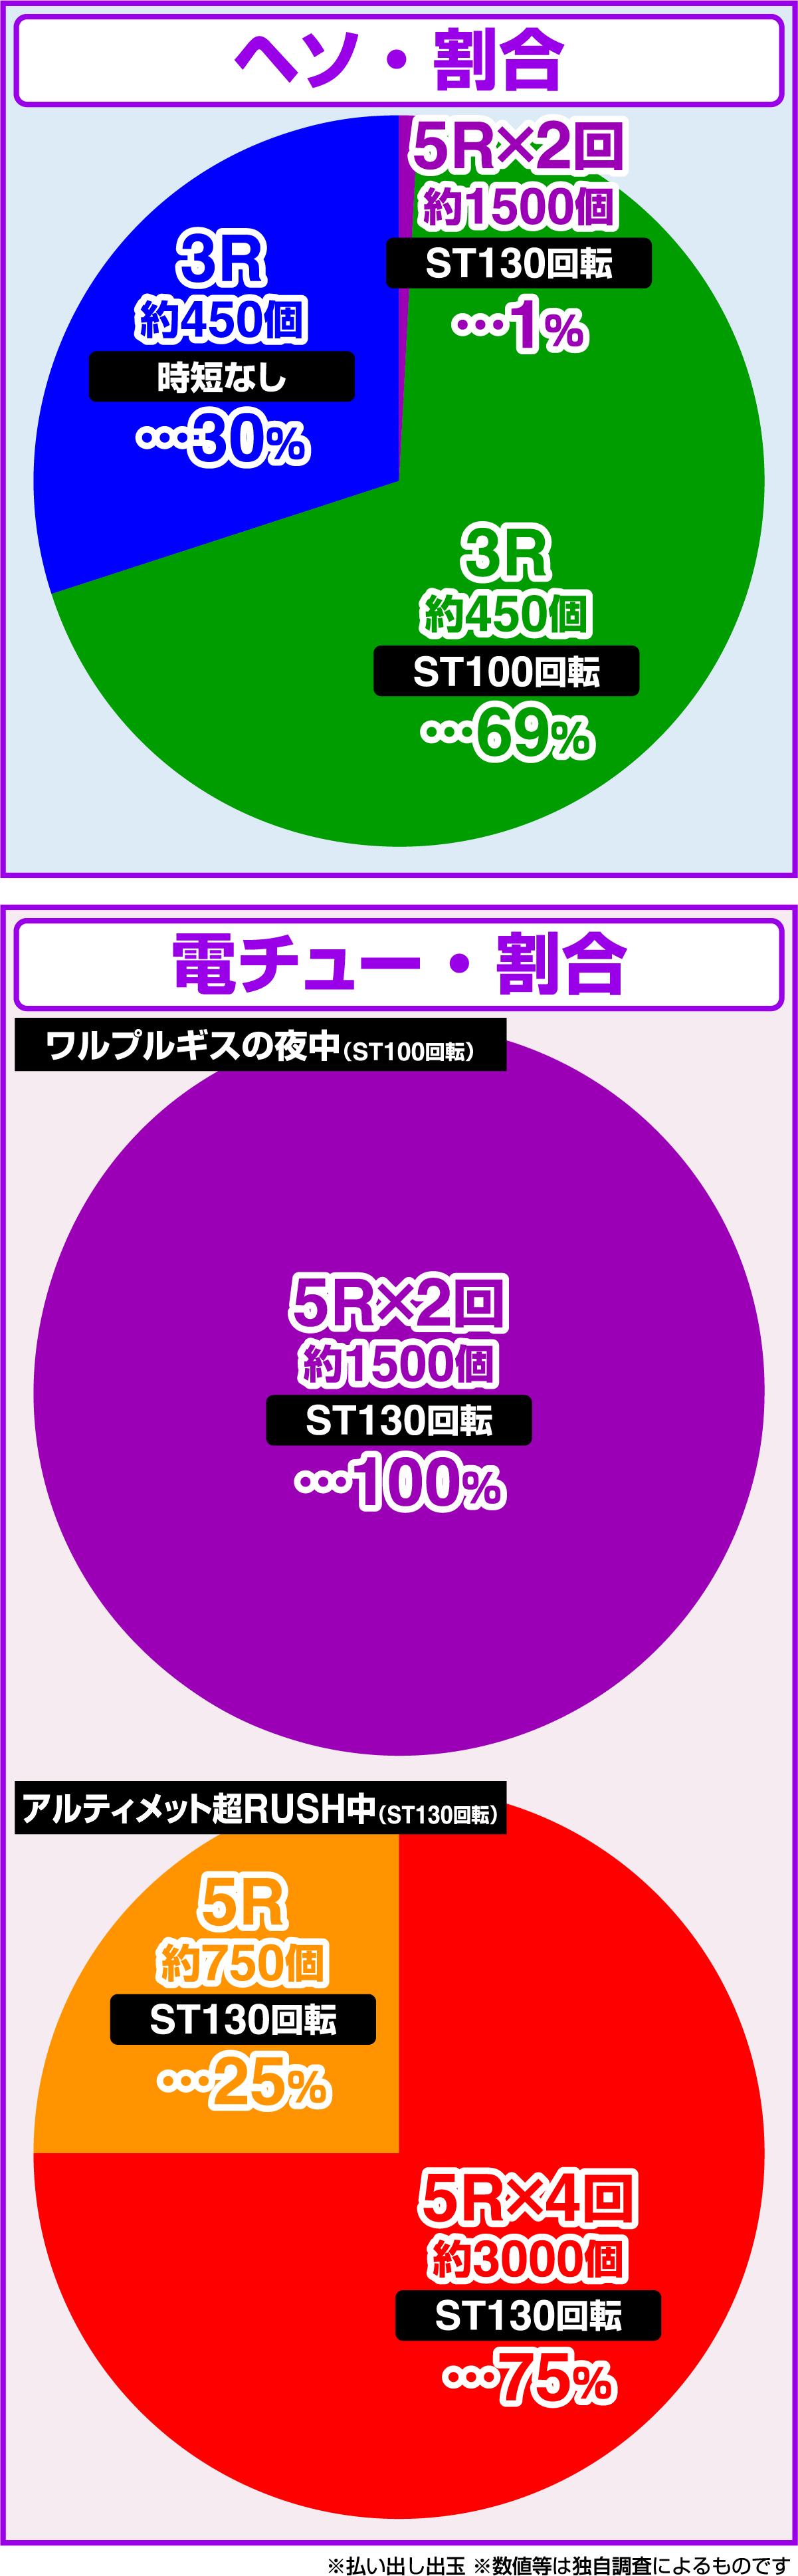 ヘソ・割合
5R×2回
約1500個
ST130回転
…1%
3R
約450個
時短なし
…30%
3R
約450個
ST100回転
…69%
電チュー・割合
ワルプルギスの夜中(ST100回転)
5R×2回
約1500個
ST130回転
…100%
アルティメット超RUSH中(ST130回転)
5R
約750個
ST130回転
…25%
5R×4回
約3000個
ST130回転
…75%
※払い出し出玉 ※数値等は独自調査によるものです